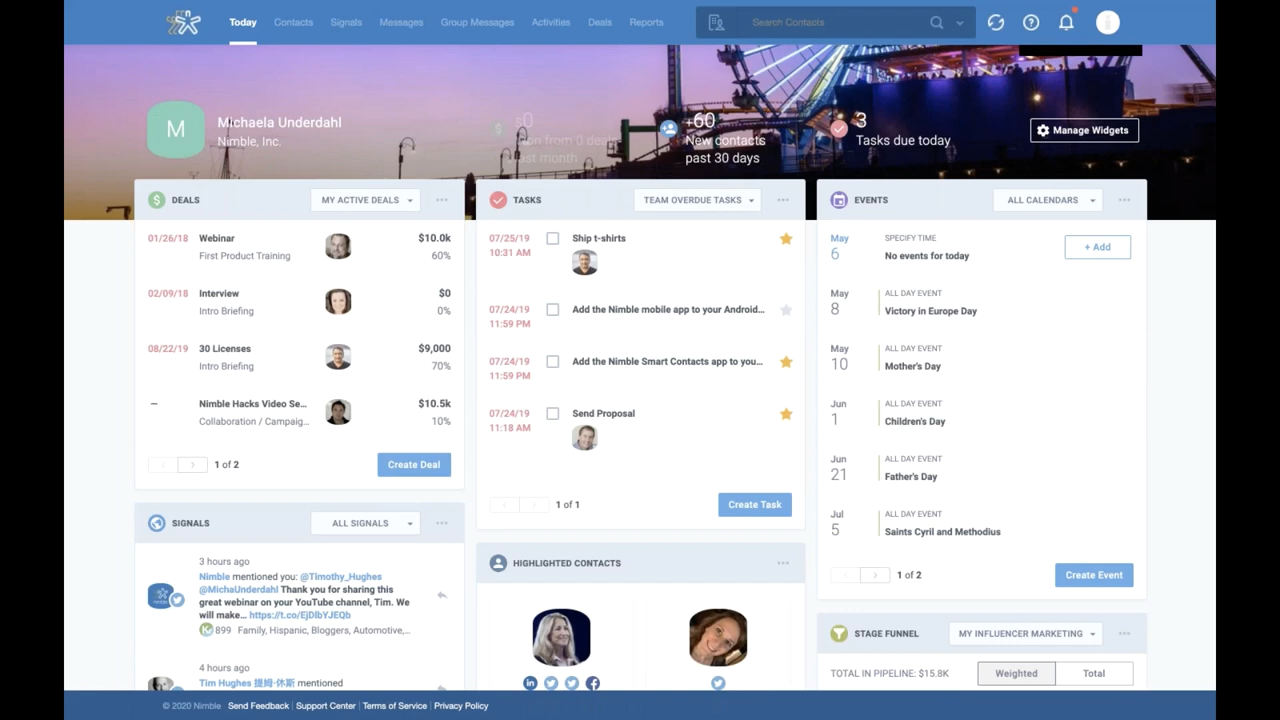 Today Contacts Signals Messages Group Messages Activities Deals Reports Search Contacts
M
Michaela Underdahl
Nimble, Inc.
$0
from 0 deals
month
+60
New contacts
past 30 days
3
Tasks due today
Manage Widgets
DEALS MY ACTIVE DEALS
01/26/18 Webinar $10.0k
First Product Training 60%
02/09/18 Interview $0
Intro Briefing 0%
08/22/19 30 Licenses $9,000
Intro Briefing 70%
– Nimble Hacks Video Se... $10.5k
Collaboration / Campaig... 10%
1 of 2 Create Deal
SIGNALS ALL SIGNALS
3 hours ago
Nimble mentioned you: @Timothy_Hughes
@MichaUnderdahl Thank you for sharing this
great webinar on your YouTube channel, Tim. We
will make... https://t.co/EjDlbYJEQb
899 Family, Hispanic, Bloggers, Automotive,...
4 hours ago
Tim Hughes 提姆·休斯 mentioned
TASKS TEAM OVERDUE TASKS
07/25/19 Ship t-shirts
10:31 AM
07/24/19 Add the Nimble mobile app to your Android...
11:59 PM
07/24/19 Add the Nimble Smart Contacts app to you...
11:59 PM
07/24/19 Send Proposal
11:18 AM
1 of 1 Create Task
HIGHLIGHTED CONTACTS
EVENTS ALL CALENDARS
May SPECIFY TIME
6 No events for today + Add
May ALL DAY EVENT
8 Victory in Europe Day
May ALL DAY EVENT
10 Mother's Day
Jun ALL DAY EVENT
1 Children's Day
Jun ALL DAY EVENT
21 Father's Day
Jul ALL DAY EVENT
5 Saints Cyril and Methodius
1 of 2 Create Event
STAGE FUNNEL MY INFLUENCER MARKETING
TOTAL IN PIPELINE: $15.8K Weighted Total
© 2020 Nimble Send Feedback | Support Center | Terms of Service | Privacy Policy